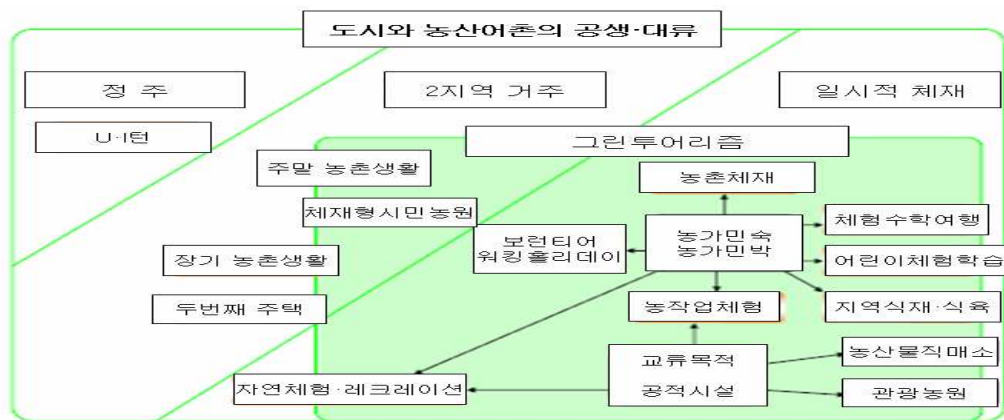 도시와 농산어촌의 공생·대류
정 주
2지역 거주
일시적 체재
U·I턴
그린투어리즘
주말 농촌생활
농촌체재
체재형시민농원
보런티어
워킹홀리데이
농가민숙
농가민박
체험수학여행
장기 농촌생활
어린이체험학습
두번째 주택
농작업체험
지역식재·식육
교류목적
공적시설
농산물직매소
자연체험·레크레이션
관광농원